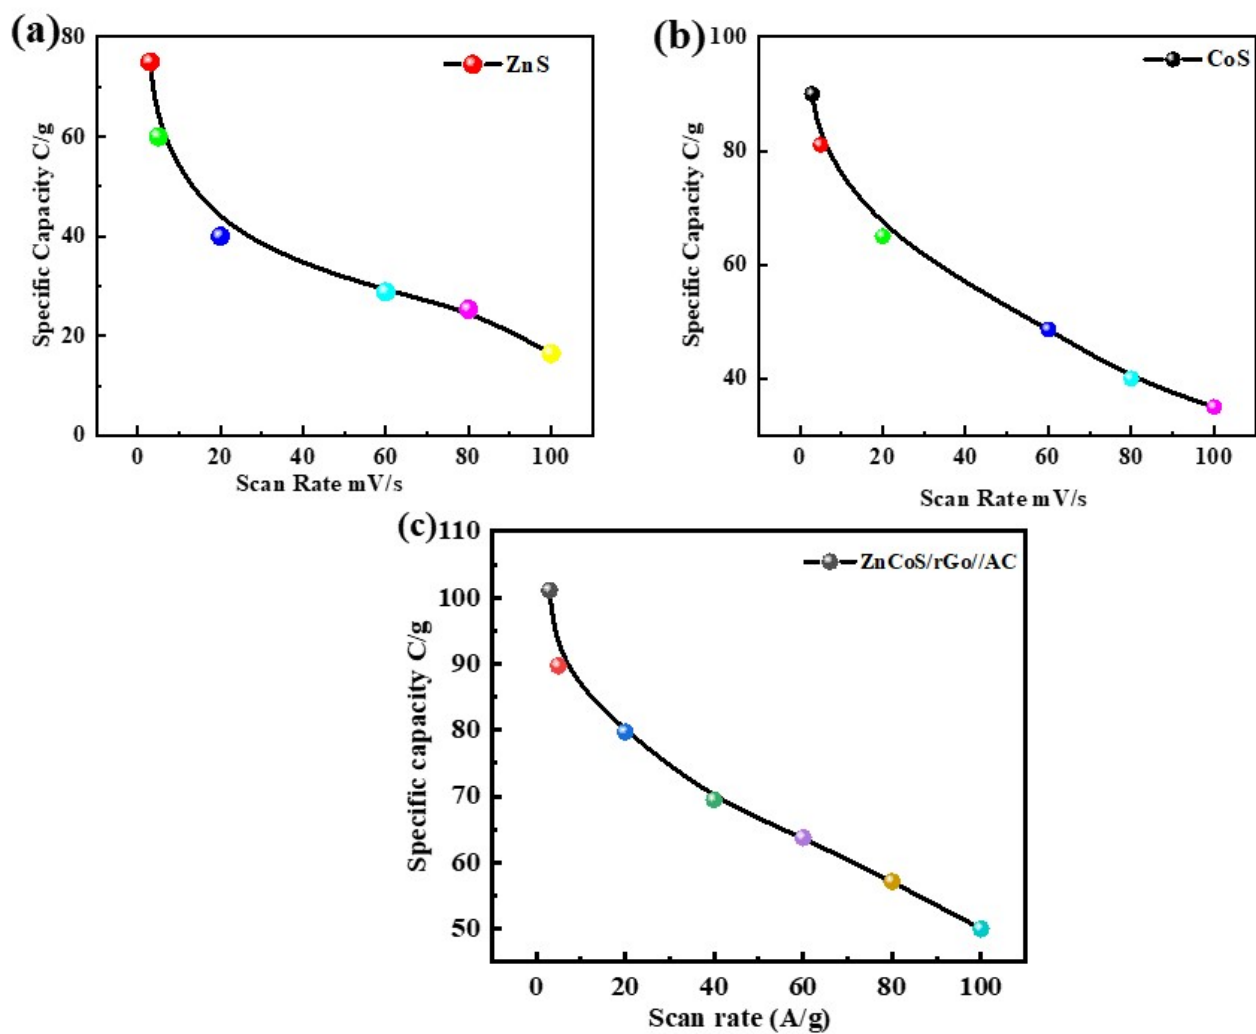 (a)
80
60
40
20
0
Specific Capacity C/g
ZnS
0 20 40 60 80 100
Scan Rate mV/s
(b)
100
80
60
40
Specific Capacity C/g
CoS
0 20 40 60 80 100
Scan Rate mV/s
(c)
110
100
90
80
70
60
50
Specific capacity C/g
ZnCoS/rGo//AC
0 20 40 60 80 100
Scan rate (A/g)